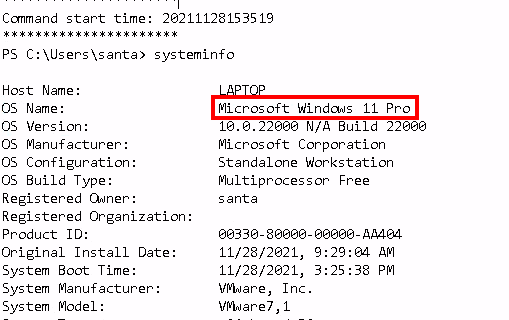 **********************
Command start time: 20211128153519
**********************
PS C:\Users\santa> systeminfo
Host Name: LAPTOP
OS Name: Microsoft Windows 11 Pro
OS Version: 10.0.22000 N/A Build 22000
OS Manufacturer: Microsoft Corporation
OS Configuration: Standalone Workstation
OS Build Type: Multiprocessor Free
Registered Owner: santa
Registered Organization:
Product ID: 00330-80000-00000-AA404
Original Install Date: 11/28/2021, 9:29:04 AM
System Boot Time: 11/28/2021, 3:25:38 PM
System Manufacturer: VMware, Inc.
System Model: VMware7,1